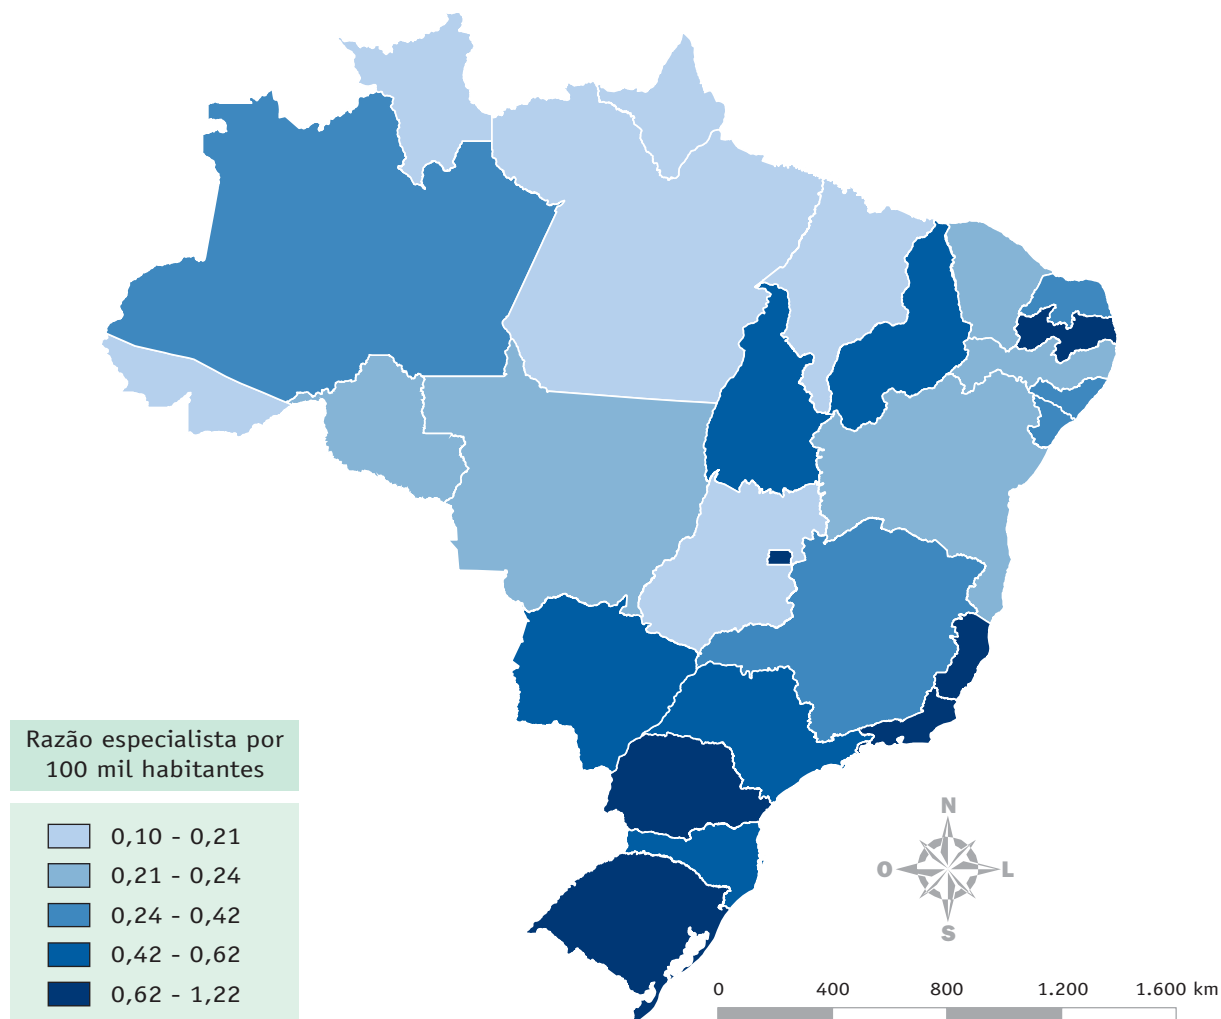 Razão especialista por
100 mil habitantes
0,10 - 0,21
0,21 - 0,24
0,24 - 0,42
0,42 - 0,62
0,62 - 1,22
N
O L
S
0 400 800 1.200 1.600 km